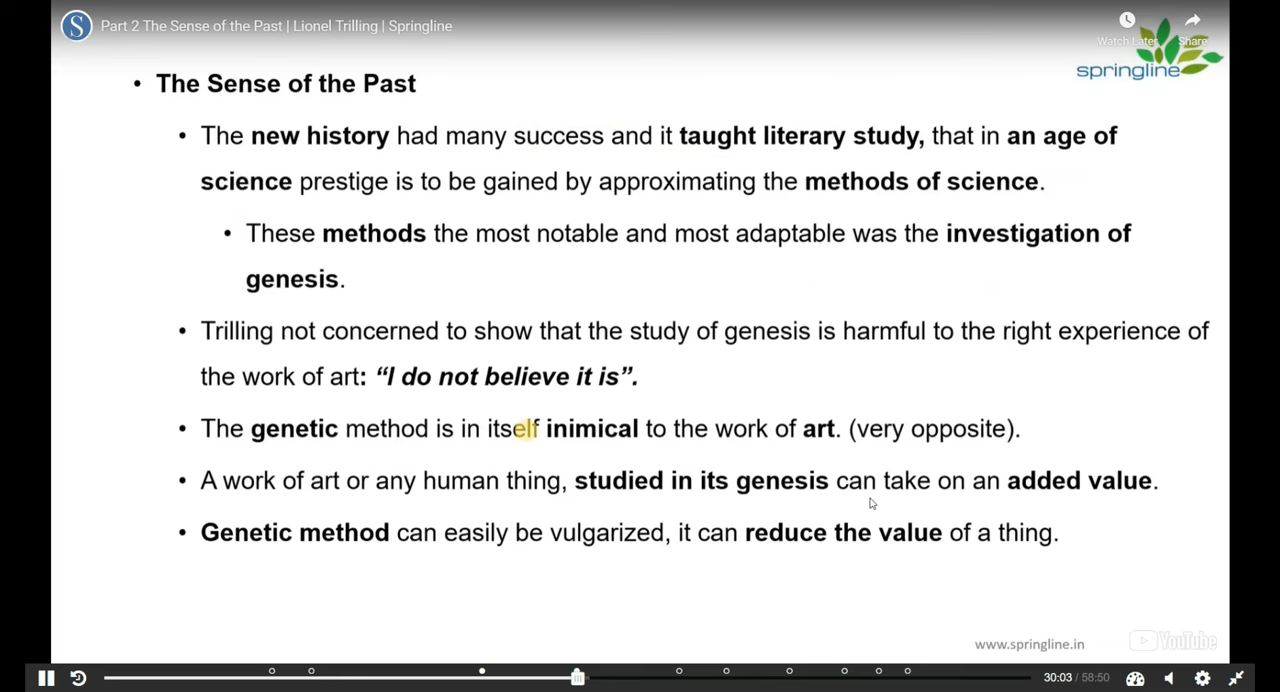 Part 2 The Sense of the Past | Lionel Trilling | Springline
Watch Later Share
springline
• The Sense of the Past
• The new history had many success and it taught literary study, that in an age of
science prestige is to be gained by approximating the methods of science.
• These methods the most notable and most adaptable was the investigation of
genesis.
• Trilling not concerned to show that the study of genesis is harmful to the right experience of
the work of art: “I do not believe it is”.
• The genetic method is in itself inimical to the work of art. (very opposite).
• A work of art or any human thing, studied in its genesis can take on an added value.
• Genetic method can easily be vulgarized, it can reduce the value of a thing.
www.springline.in
YouTube
30:03 / 58:50